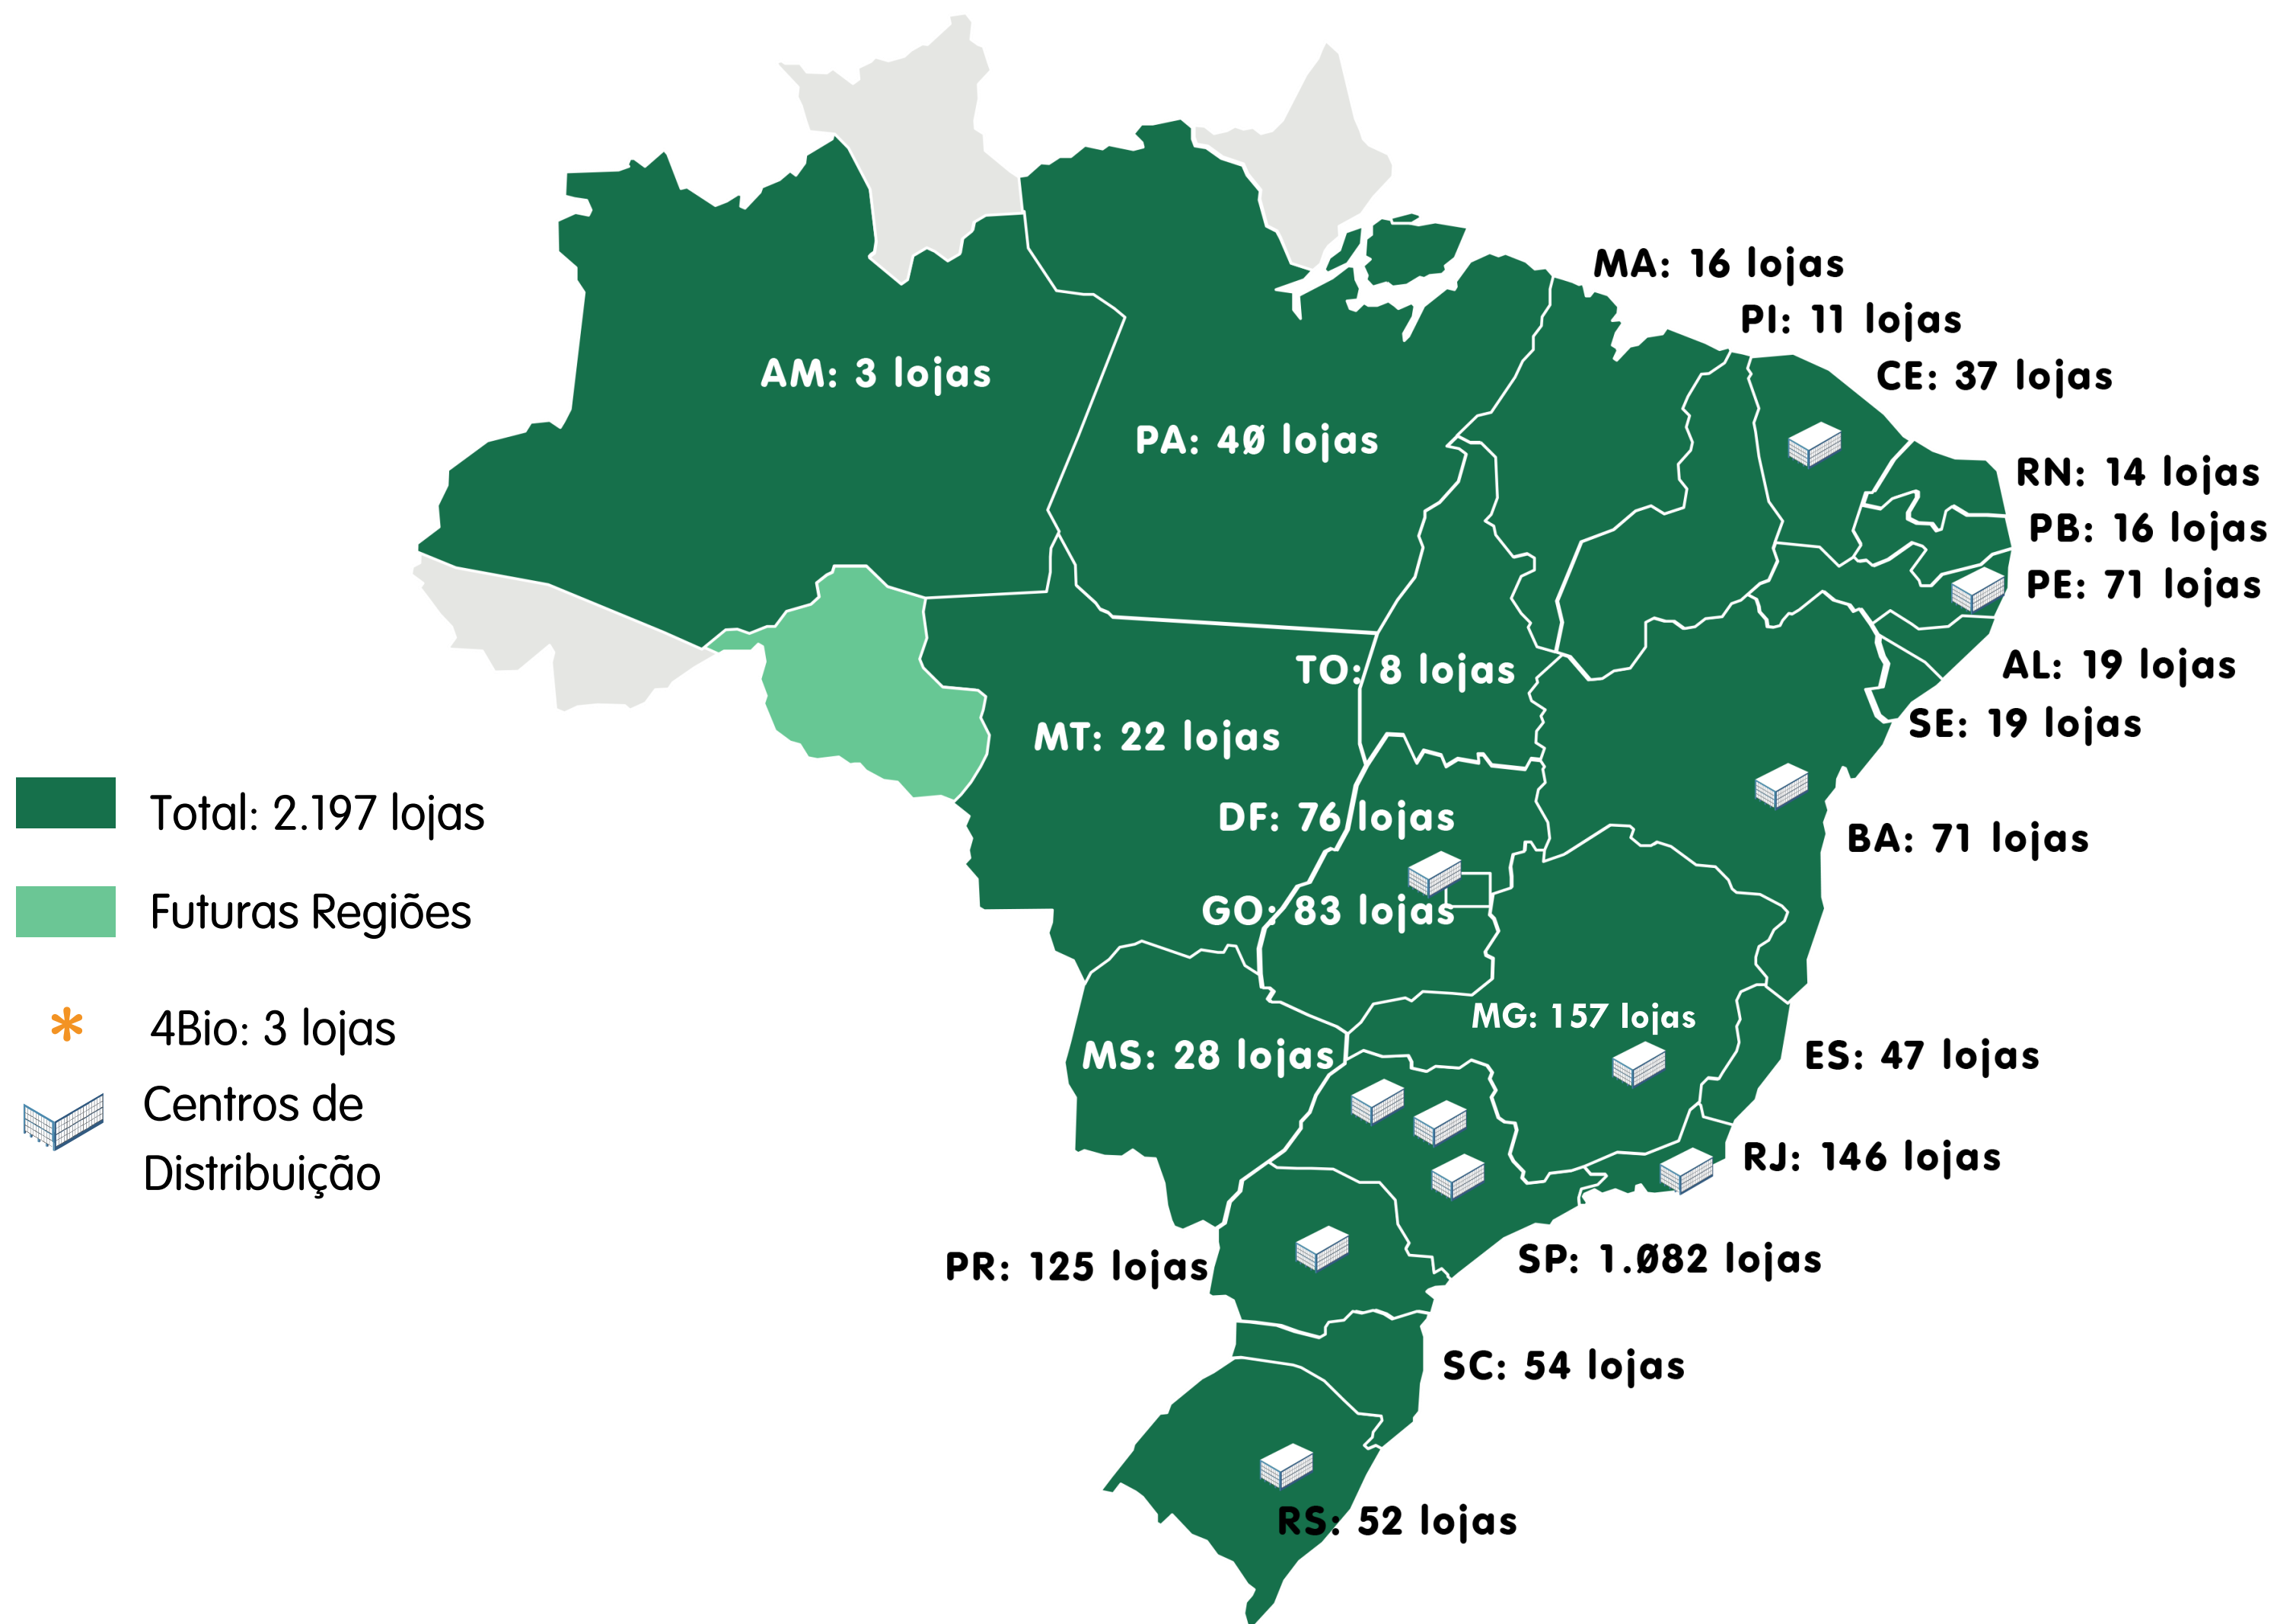 MA: 16 lojas
PI: 11 lojas
AM: 3 lojas
CE: 37 lojas
PA: 40 lojas
RN: 14 lojas
PB: 16 lojas
PE: 71 lojas
TO: 8 lojas
AL: 19 lojas
SE: 19 lojas
MT: 22 lojas
Total: 2.197 lojas
DF: 76 lojas
BA: 71 lojas
Futuras Regiões
GO: 83 lojas
MG: 157 lojas
4Bio: 3 lojas
MS: 28 lojas
ES: 47 lojas
Centros de
Distribuição
RJ: 146 lojas
PR: 125 lojas
SP: 1.082 lojas
SC: 54 lojas
RS: 52 lojas